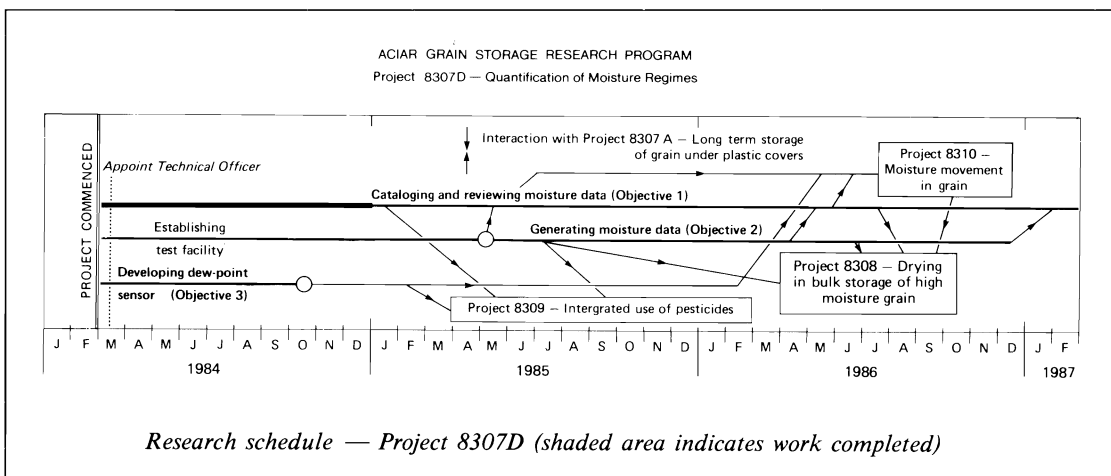 ACIAR GRAIN STORAGE RESEARCH PROGRAM
Project 8307D — Quantification of Moisture Regimes
PROJECT COMMENCED
Appoint Technical Officer
Interaction with Project 8307 A — Long term storage
of grain under plastic covers
Project 8310 —
Moisture movement
in grain
Cataloging and reviewing moisture data (Objective 1)
Establishing
test facility
Generating moisture data (Objective 2)
Developing dew-point
sensor (Objective 3)
Project 8309 — Intergrated use of pesticides
Project 8308 — Drying
in bulk storage of high
moisture grain
J F M A M J J A S O N D J F M A M J J A S O N D J F M A M J J A S O N D J F
1984 1985 1986 1987
Research schedule — Project 8307D (shaded area indicates work completed)